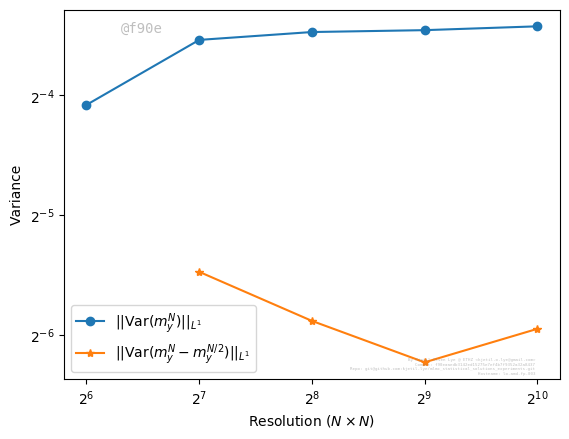 @f90e
Variance
2^{-4}
2^{-5}
2^{-6}
||Var(m_y^N)||_{L^1}
||Var(m_y^N − m_y^{N/2})||_{L^1}
2^6 2^7 2^8 2^9 2^{10}
Resolution (N × N)